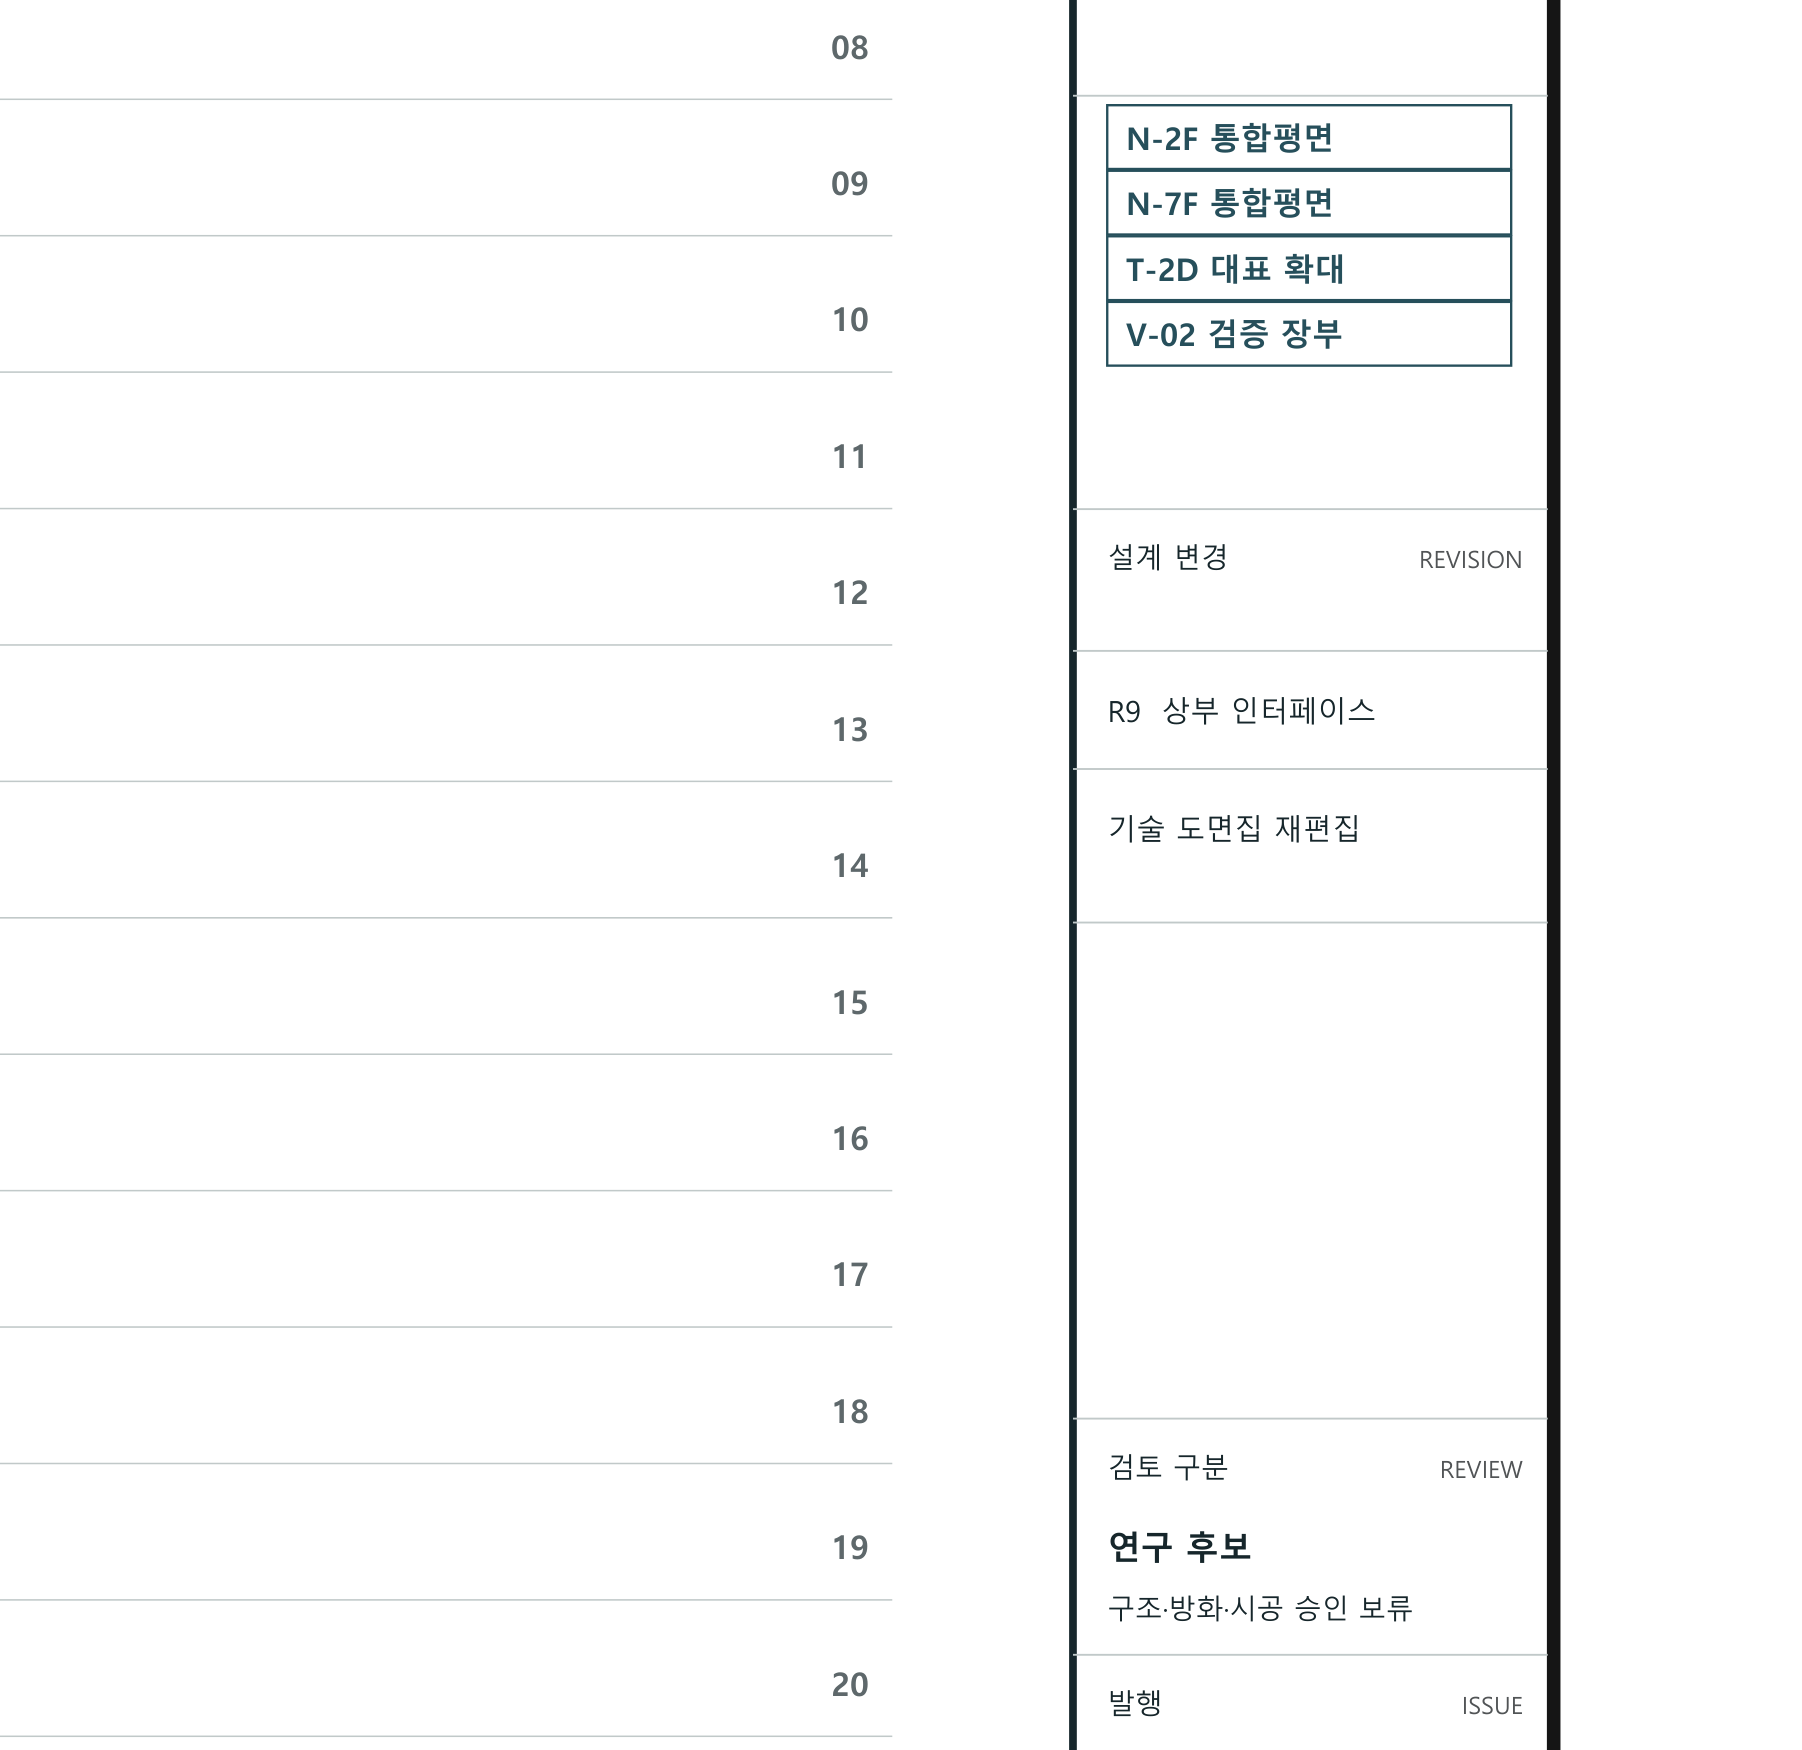 08
09
10
11
12
13
14
15
16
17
18
19
20
N-2F 통합평면
N-7F 통합평면
T-2D 대표 확대
V-02 검증 장부
설계 변경 REVISION
R9 상부 인터페이스
기술 도면집 재편집
검토 구분 REVIEW
연구 후보
구조·방화·시공 승인 보류
발행 ISSUE